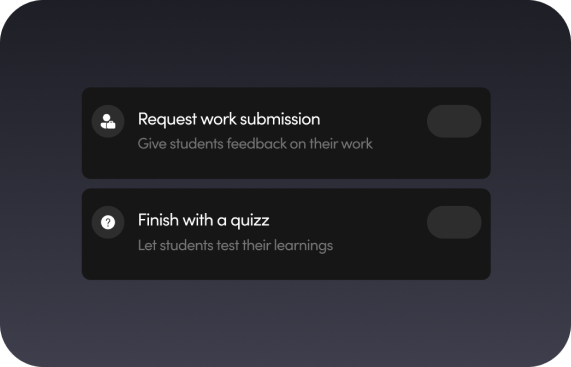 Request work submission
Give students feedback on their work
Finish with a quizz
Let students test their learnings